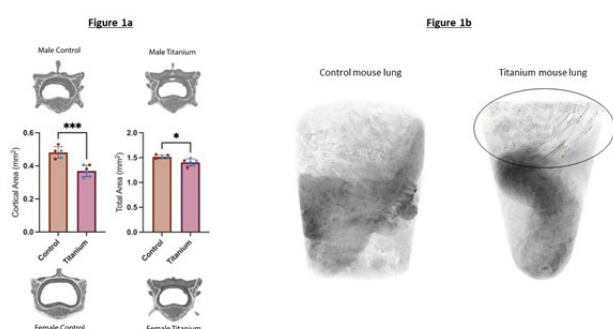 Figure 1a
Figure 1b
Male Control
Male Titanium
Control mouse lung
Titanium mouse lung
***
*
Cortical Area (mm²)
0.6
0.4
0.2
0.0
Control
Titanium
Total Area (mm²)
2.0
1.5
1.0
0.5
0.0
Control
Titanium
Female Control
Female Titanium